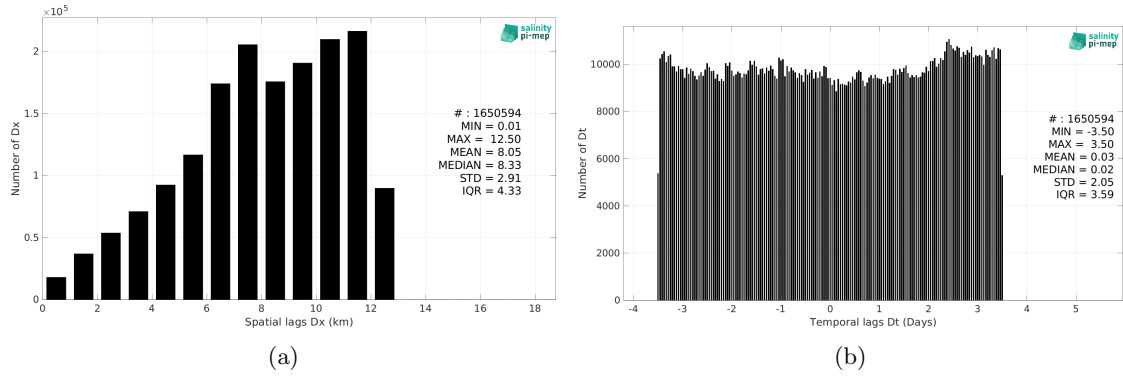 ×10^5
salinity
pi-mep
2
1.5
1
0.5
0
Number of Dx
# : 1650594
MIN = 0.01
MAX = 12.50
MEAN = 8.05
MEDIAN = 8.33
STD = 2.91
IQR = 4.33
0 2 4 6 8 10 12 14 16 18
Spatial lags Dx (km)
(a)
salinity
pi-mep
10000
8000
6000
4000
2000
0
Number of Dt
# : 1650594
MIN = -3.50
MAX = 3.50
MEAN = 0.03
MEDIAN = 0.02
STD = 2.05
IQR = 3.59
-4 -3 -2 -1 0 1 2 3 4 5
Temporal lags Dt (Days)
(b)